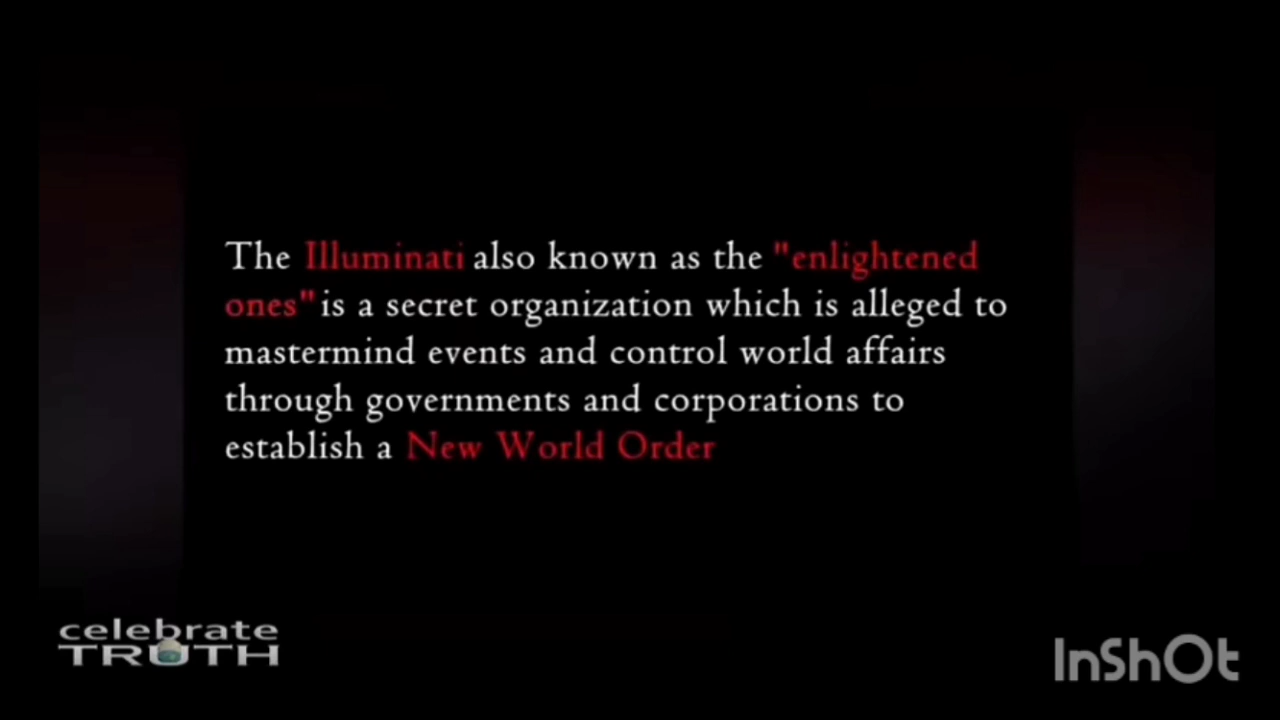 The Illuminati also known as the "enlightened
ones" is a secret organization which is alleged to
mastermind events and control world affairs
through governments and corporations to
establish a New World Order
celebrate
TRUTH
InShOt